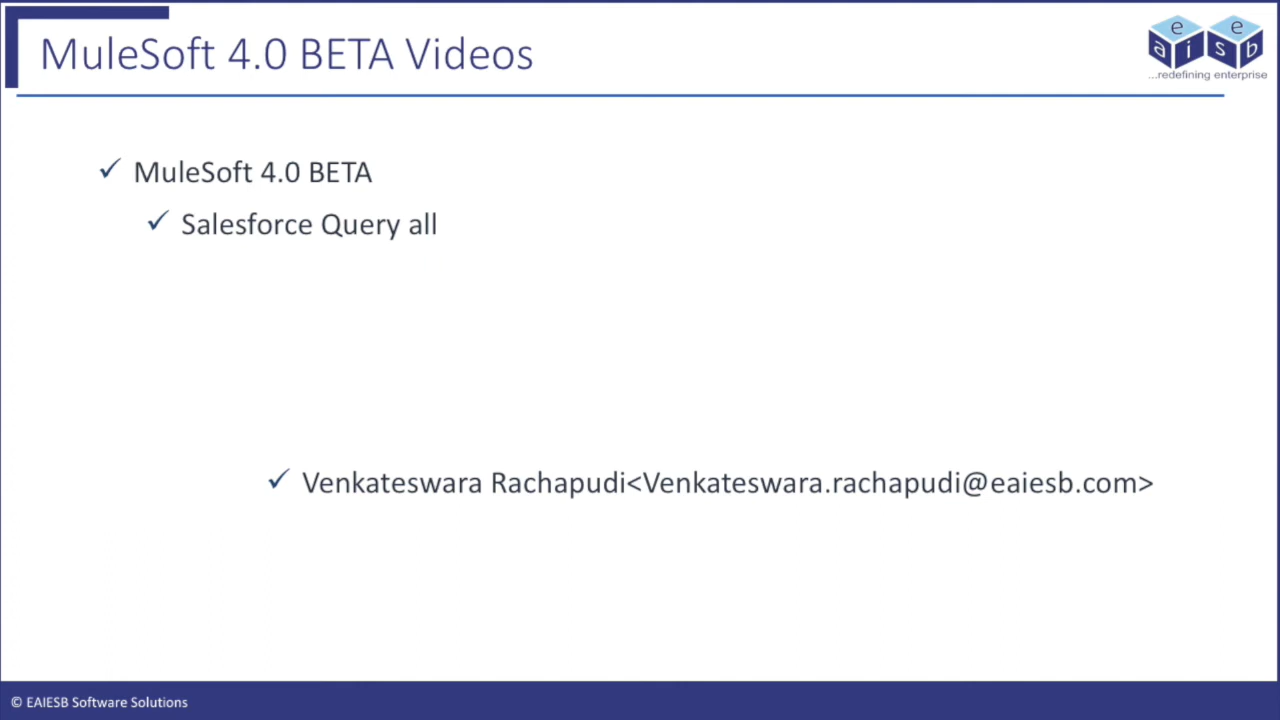 MuleSoft 4.0 BETA Videos
e e
a i s b
...redefining enterprise
✓ MuleSoft 4.0 BETA
✓ Salesforce Query all
✓ Venkateswara Rachapudi<Venkateswara.rachapudi@eaiesb.com>
© EAIESB Software Solutions